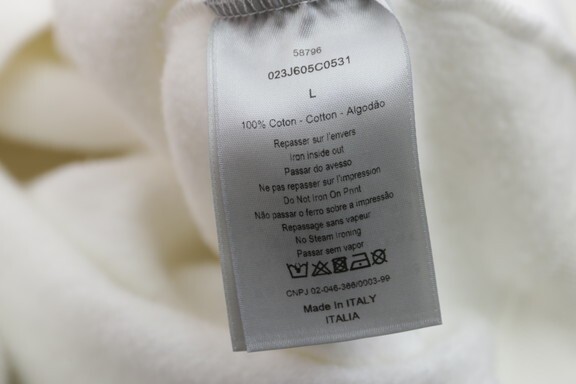 58796
023J605C0531
L
100% Coton - Cotton - Algodão
Repasser sur l'envers
Iron inside out
Passar do avesso
Ne pas repasser sur l'impression
Do Not Iron On Print
Não passar o ferro sobre a impressão
Repassage sans vapeur
No Steam Ironing
Passar sem vapor
CNPJ 02-046-366/0003-99
Made in ITALY
ITALIA